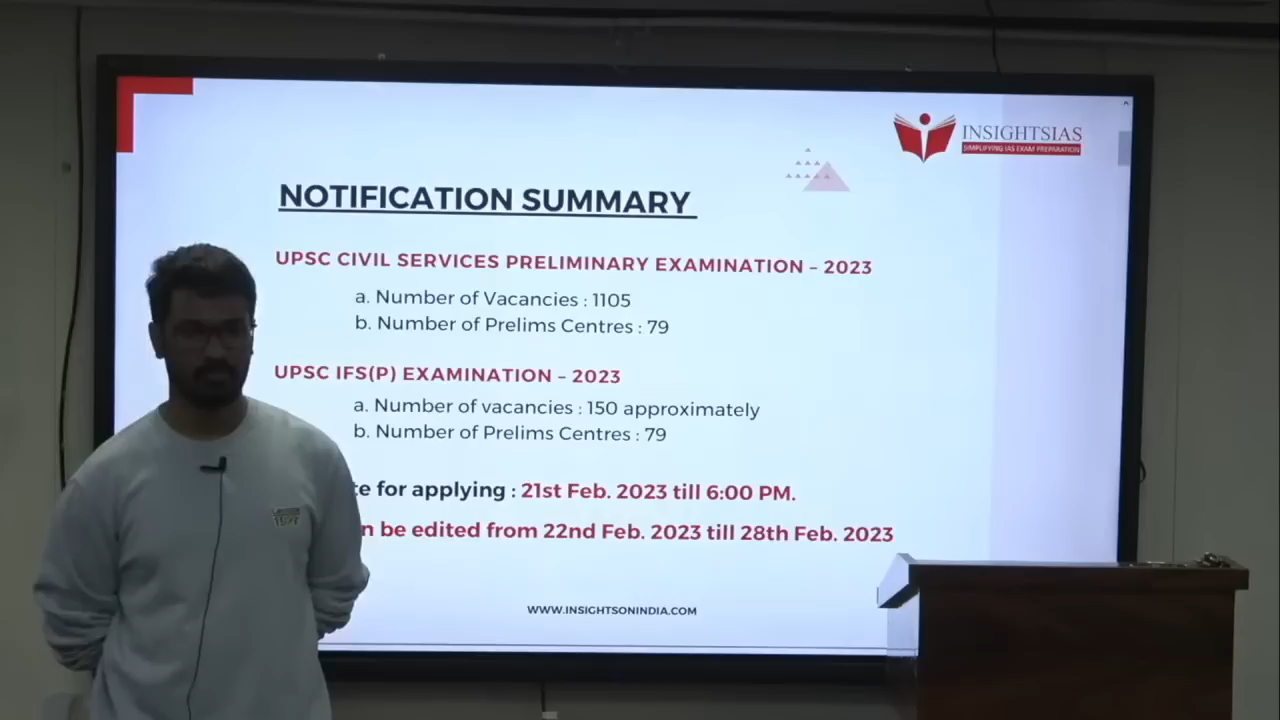 INSIGHTSIAS
SIMPLIFYING IAS EXAM PREPARATION
NOTIFICATION SUMMARY
UPSC CIVIL SERVICES PRELIMINARY EXAMINATION – 2023
a. Number of Vacancies : 1105
b. Number of Prelims Centres : 79
UPSC IFS(P) EXAMINATION – 2023
a. Number of vacancies : 150 approximately
b. Number of Prelims Centres : 79
for applying : 21st Feb. 2023 till 6:00 PM.
be edited from 22nd Feb. 2023 till 28th Feb. 2023
WWW.INSIGHTSONINDIA.COM